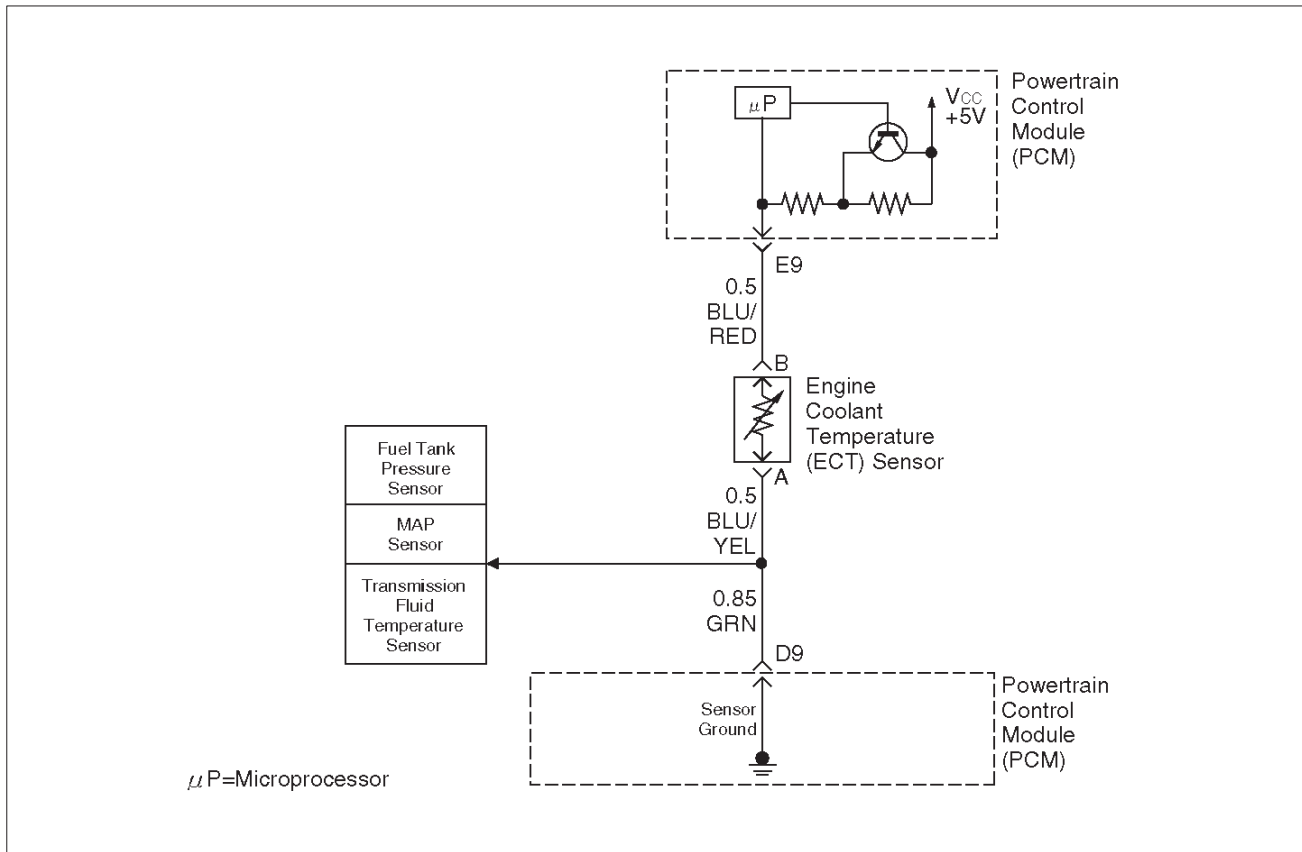 Powertrain
Control
Module
(PCM)
μP
VCC
+5V
E9
0.5
BLU/
RED
B
Engine
Coolant
Temperature
(ECT) Sensor
A
0.5
BLU/
YEL
Fuel Tank
Pressure
Sensor
MAP
Sensor
Transmission
Fluid
Temperature
Sensor
0.85
GRN
D9
Sensor
Ground
Powertrain
Control
Module
(PCM)
μP=Microprocessor